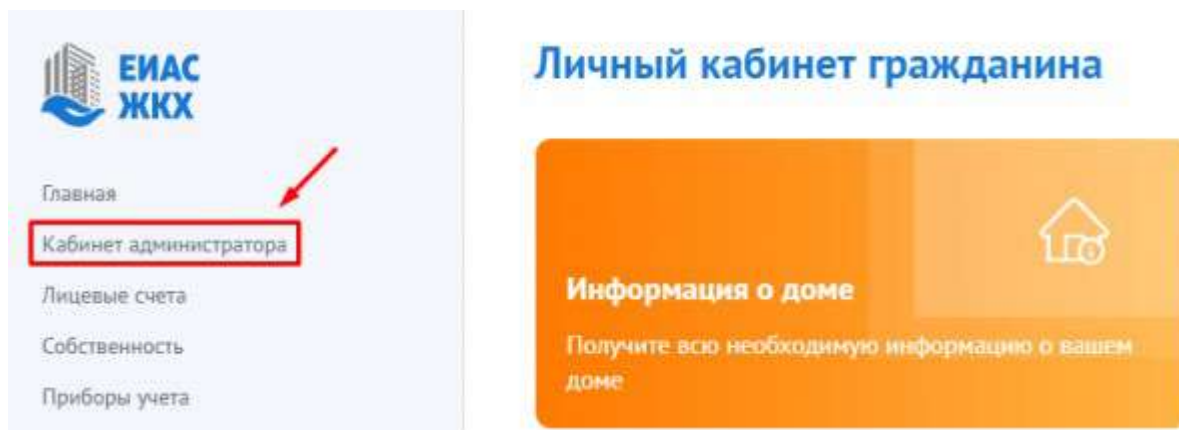 ЕИАС
ЖКХ
Главная
Кабинет администратора
Лицевые счета
Собственность
Приборы учета
Личный кабинет гражданина
Информация о доме
Получите всю необходимую информацию о вашем
доме